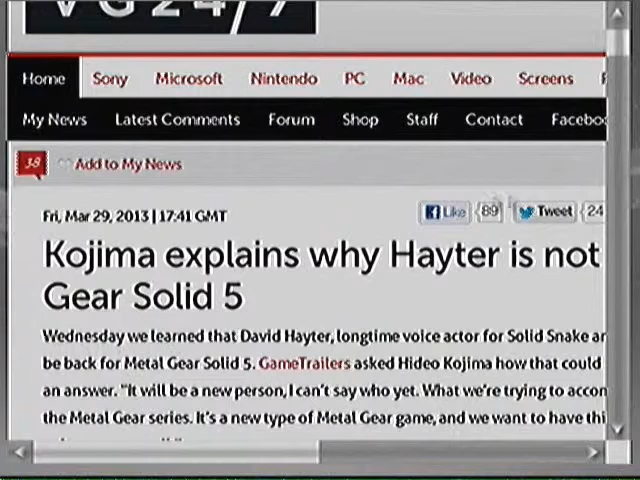 VG24/7
Home Sony Microsoft Nintendo PC Mac Video Screens
My News Latest Comments Forum Shop Staff Contact Facebo
38 Add to My News
Fri, Mar 29, 2013 | 17:41 GMT
Like 89 Tweet 24
Kojima explains why Hayter is not
Gear Solid 5
Wednesday we learned that David Hayter, longtime voice actor for Solid Snake ar
be back for Metal Gear Solid 5. GameTrailers asked Hideo Kojima how that could
an answer. "It will be a new person, I can't say who yet. What we're trying to accor
the Metal Gear series. It's a new type of Metal Gear game, and we want to have thi